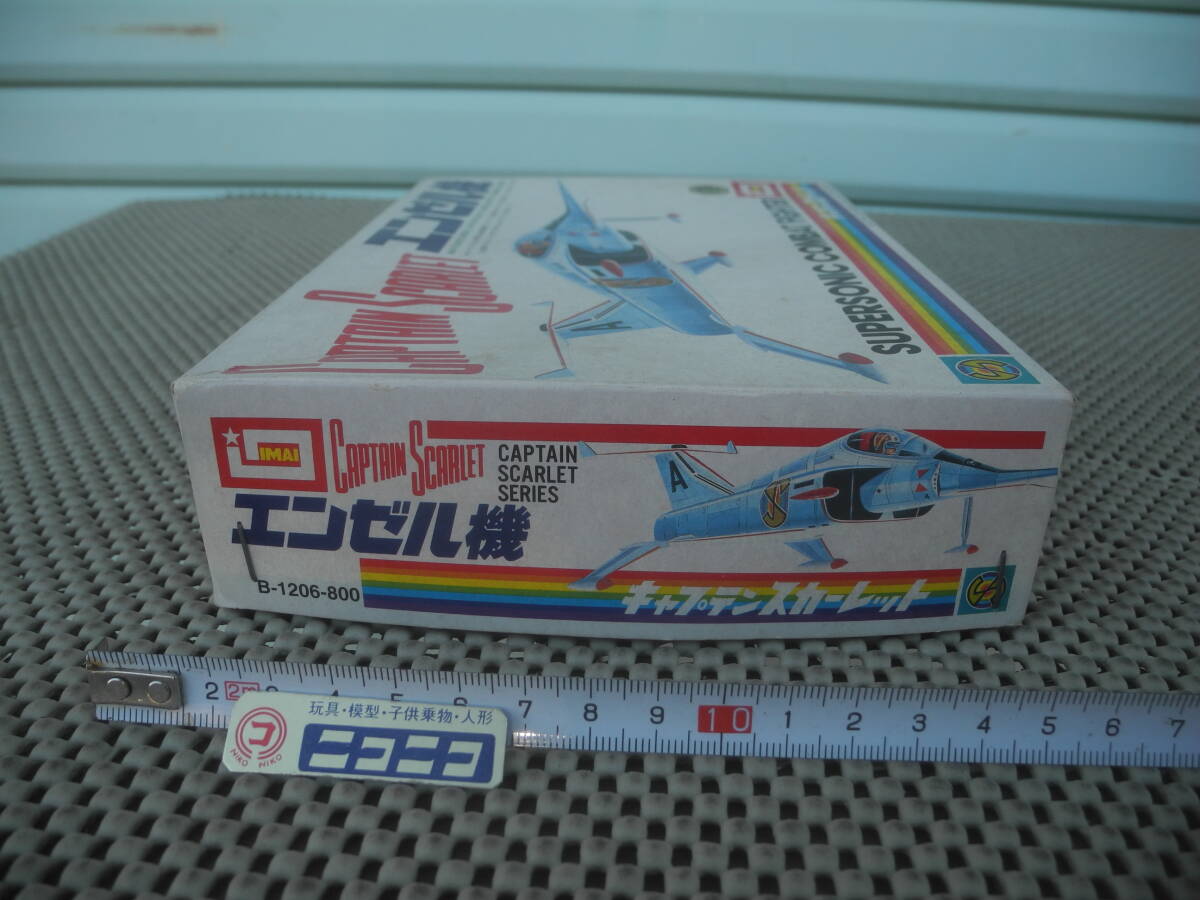 エンゼル機
CAPTAIN SCARLET
SUPERSONIC COMBAT
A
IMAI
CAPTAIN SCARLET
CAPTAIN
SCARLET
SERIES
エンゼル機
A
B-1206-800
キャプテンスカーレット
2 2m 3 4 5 6 7 8 9 10 1 2 3 4 5 6 7
玩具・模型・子供乗物・人形
ニコニコ
コ
NIKO NIKO